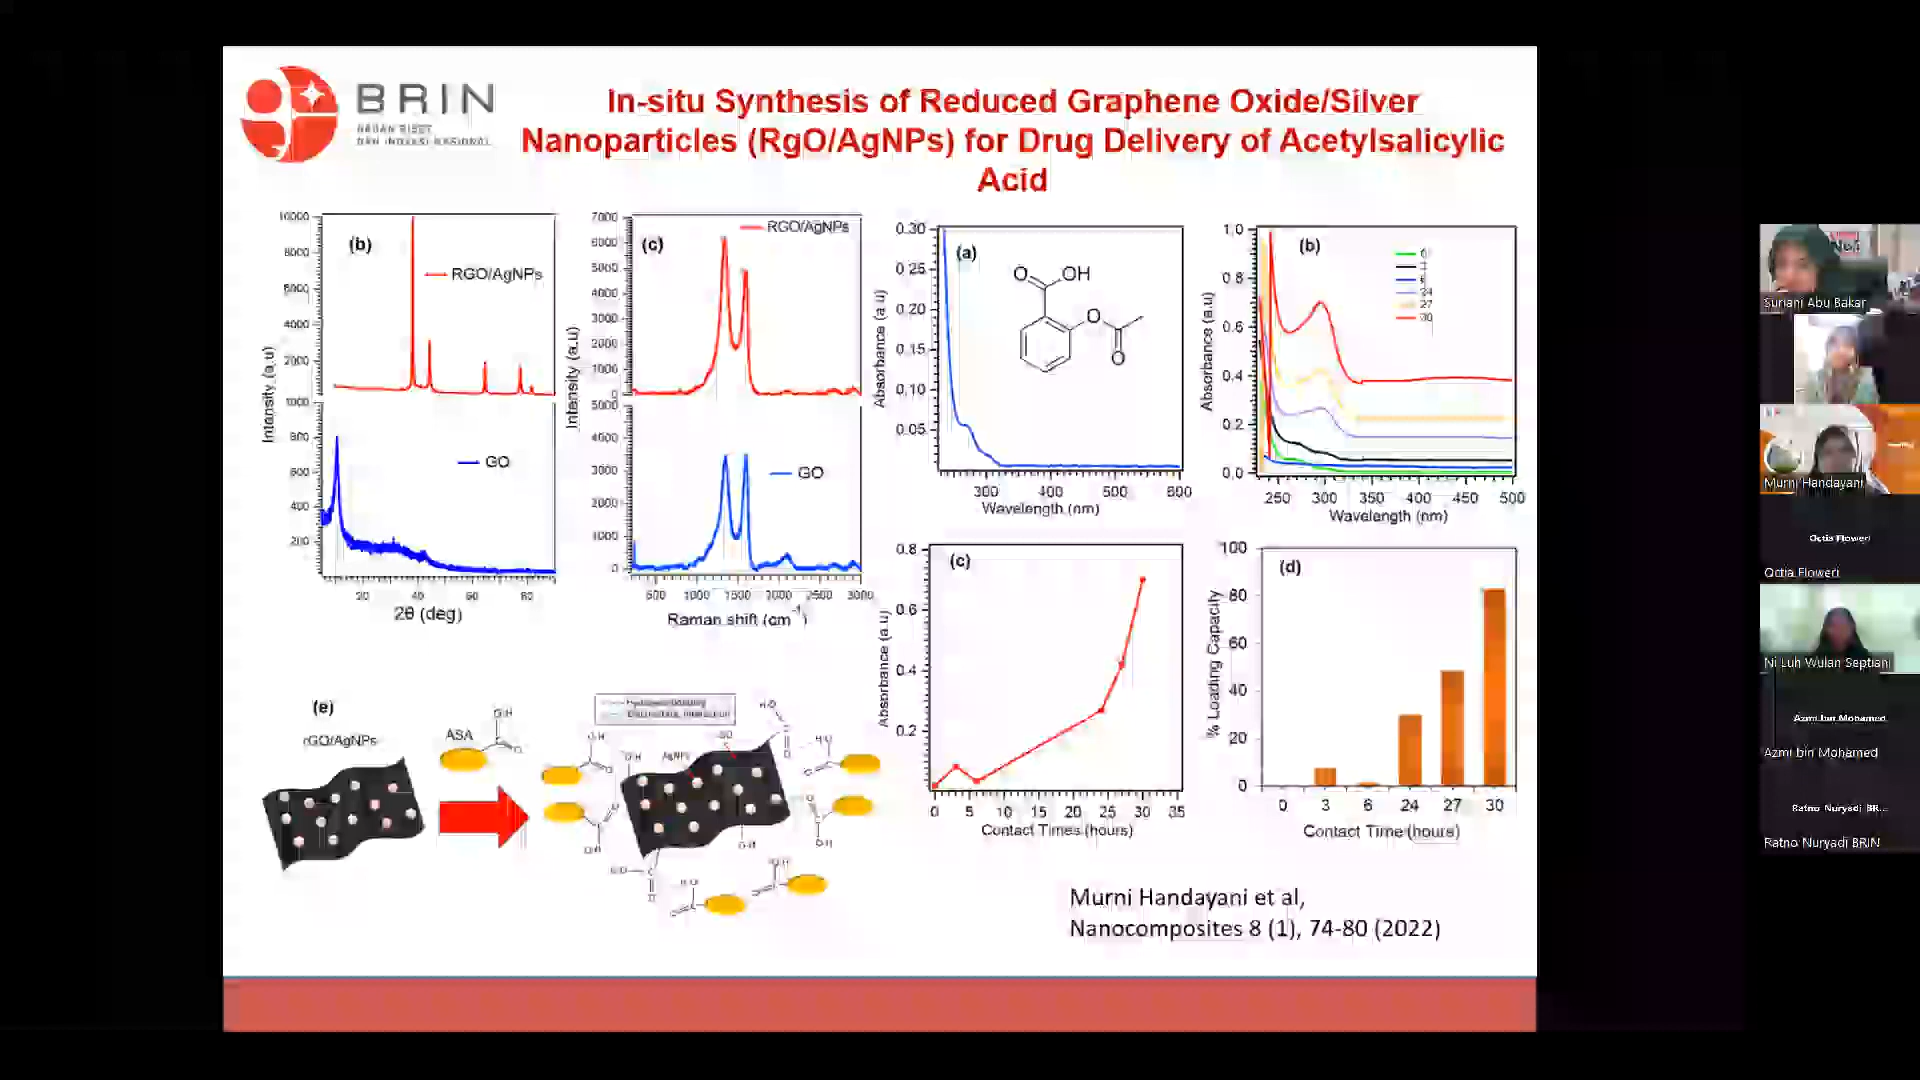 BRIN
BADAN RISET
DAN INOVASI NASIONAL
In-situ Synthesis of Reduced Graphene Oxide/Silver
Nanoparticles (RgO/AgNPs) for Drug Delivery of Acetylsalicylic
Acid
(b)
RGO/AgNPs
10000
8000
6000
4000
2000
Intensity (a.u)
1000
800
600
400
200
GO
20
40
60
80
2θ (deg)
(c)
RGO/AgNPs
7000
6000
5000
4000
3000
2000
1000
0
Intensity (a.u)
5000
4000
3000
2000
1000
0
GO
500
1000
1500
2000
2500
3000
Raman shift (cm⁻¹)
(a)
0.30
0.25
0.20
0.15
0.10
0.05
Absorbance (a.u)
O
OH
O
O
300
400
500
600
Wavelength (nm)
(b)
1.0
0.8
0.6
0.4
0.2
0.0
Absorbance (a.u)
24
27
30
250
300
350
400
450
500
Wavelength (nm)
(c)
0.8
0.6
0.4
0.2
Absorbance (a.u)
0
5
10
15
20
25
30
35
Contact Times (hours)
(d)
100
80
60
40
20
0
% Loading Capacity
0
3
6
24
27
30
Contact Time (hours)
(e)
rGO/AgNPs
ASA
Hydrogen bonding
Electrostatic interaction
AgNPs
Murni Handayani et al,
Nanocomposites 8 (1), 74-80 (2022)
Suriani Abu Bakar
Murni Handayani
Octia Floweri
Octia Floweri
Ni Luh Wulan Septiani
Azmi bin Mohamed
Azmi bin Mohamed
Ratno Nuryadi BR...
Ratno Nuryadi BRIN